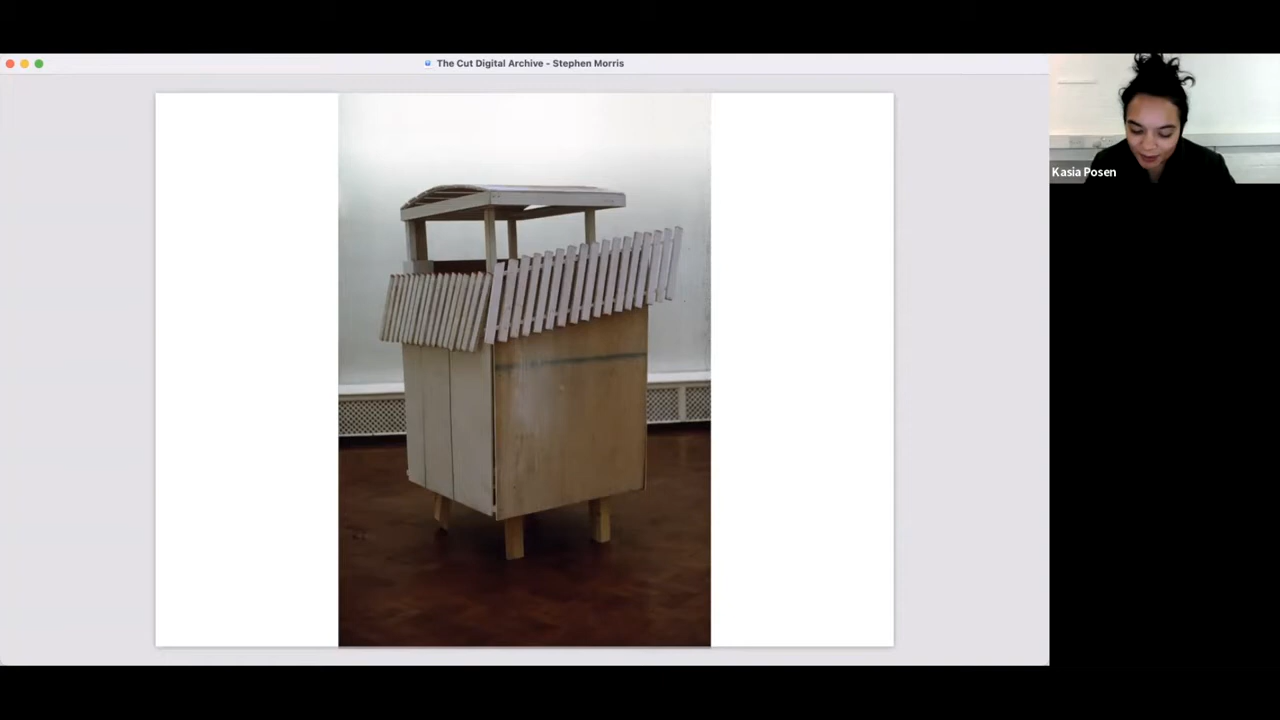 The Cut Digital Archive - Stephen Morris
Kasia Posen